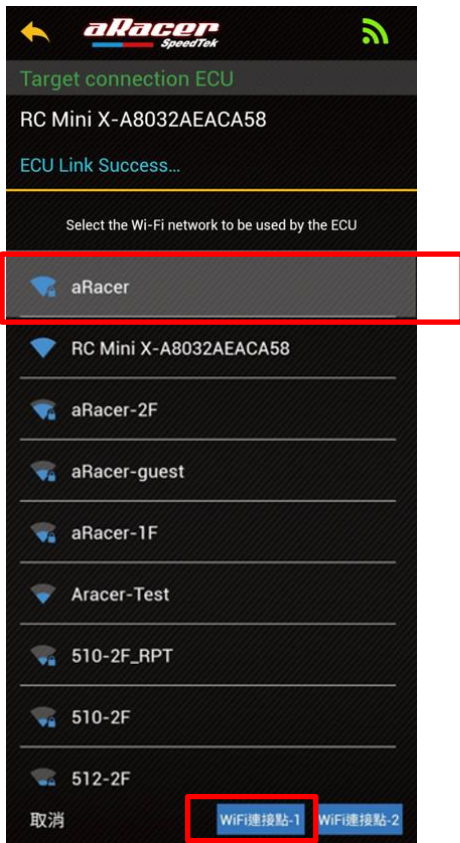 aRacer
SpeedTek
Target connection ECU
RC Mini X-A8032AEACA58
ECU Link Success...
Select the Wi-Fi network to be used by the ECU
aRacer
RC Mini X-A8032AEACA58
aRacer-2F
aRacer-guest
aRacer-1F
Aracer-Test
510-2F_RPT
510-2F
512-2F
取消 WiFi連接點-1 WiFi連接點-2